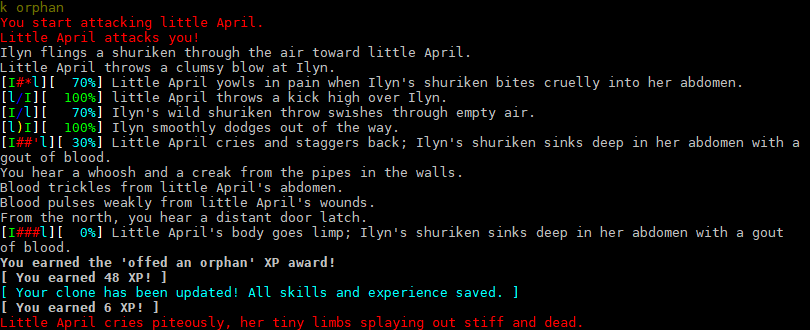 k orphan
You start attacking little April.
Little April attacks you!
Ilyn flings a shuriken through the air toward little April.
Little April throws a clumsy blow at Ilyn.
[I#*l][  70%] Little April yowls in pain when Ilyn's shuriken bites cruelly into her abdomen.
[l/I][  100%] little April throws a kick high over Ilyn.
[I/l][   70%] Ilyn's wild shuriken throw swishes through empty air.
[l)I][  100%] Ilyn smoothly dodges out of the way.
[I##'l][ 30%] Little April cries and staggers back; Ilyn's shuriken sinks deep in her abdomen with a
gout of blood.
You hear a whoosh and a creak from the pipes in the walls.
Blood trickles from little April's abdomen.
Blood pulses weakly from little April's wounds.
From the north, you hear a distant door latch.
[I###l][  0%] Little April's body goes limp; Ilyn's shuriken sinks deep in her abdomen with a gout
of blood.
You earned the 'offed an orphan' XP award!
[ You earned 48 XP! ]
[ Your clone has been updated! All skills and experience saved. ]
[ You earned 6 XP! ]
Little April cries piteously, her tiny limbs splaying out stiff and dead.